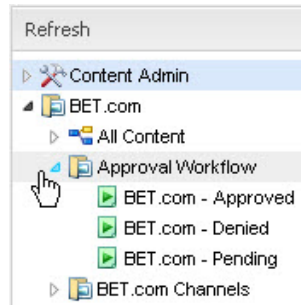 Refresh
Content Admin
BET.com
All Content
Approval Workflow
BET.com - Approved
BET.com - Denied
BET.com - Pending
BET.com Channels